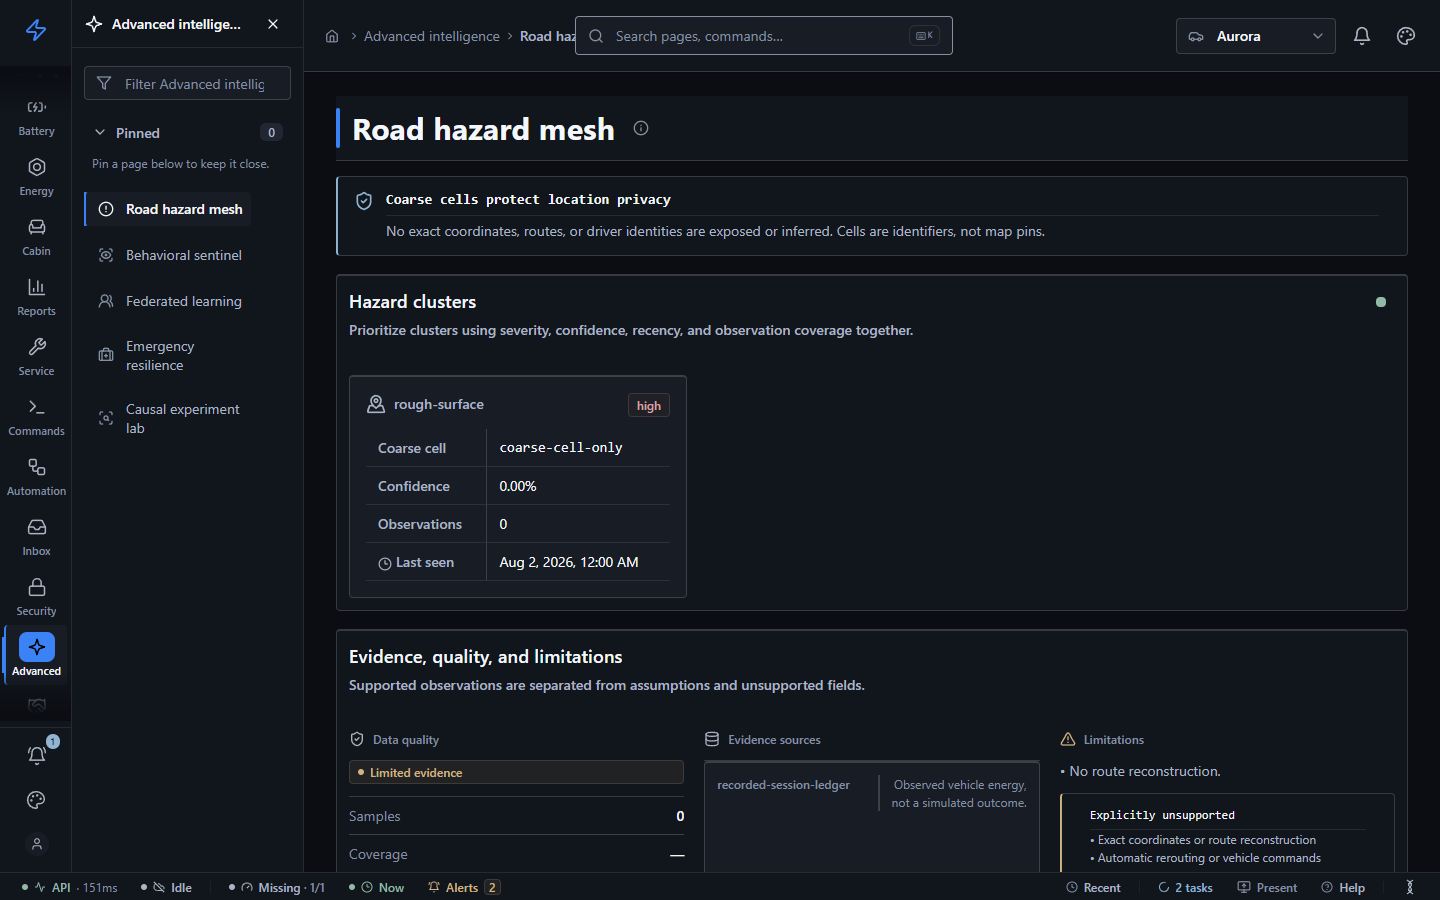 Advanced intellige...
Filter Advanced intellig
Pinned
0
Pin a page below to keep it close.
Road hazard mesh
Behavioral sentinel
Federated learning
Emergency
resilience
Causal experiment
lab
Battery
Energy
Cabin
Reports
Service
Commands
Automation
Inbox
Security
Advanced
1
Advanced intelligence
Road haz
Search pages, commands...
K
Aurora
Road hazard mesh
Coarse cells protect location privacy
No exact coordinates, routes, or driver identities are exposed or inferred. Cells are identifiers, not map pins.
Hazard clusters
Prioritize clusters using severity, confidence, recency, and observation coverage together.
rough-surface
high
Coarse cell coarse-cell-only
Confidence 0.00%
Observations 0
Last seen Aug 2, 2026, 12:00 AM
Evidence, quality, and limitations
Supported observations are separated from assumptions and unsupported fields.
Data quality
• Limited evidence
Samples 0
Coverage —
Evidence sources
recorded-session-ledger
Observed vehicle energy,
not a simulated outcome.
Limitations
• No route reconstruction.
Explicitly unsupported
• Exact coordinates or route reconstruction
• Automatic rerouting or vehicle commands
API · 151ms
Idle
Missing · 1/1
Now
Alerts 2
Recent
2 tasks
Present
Help